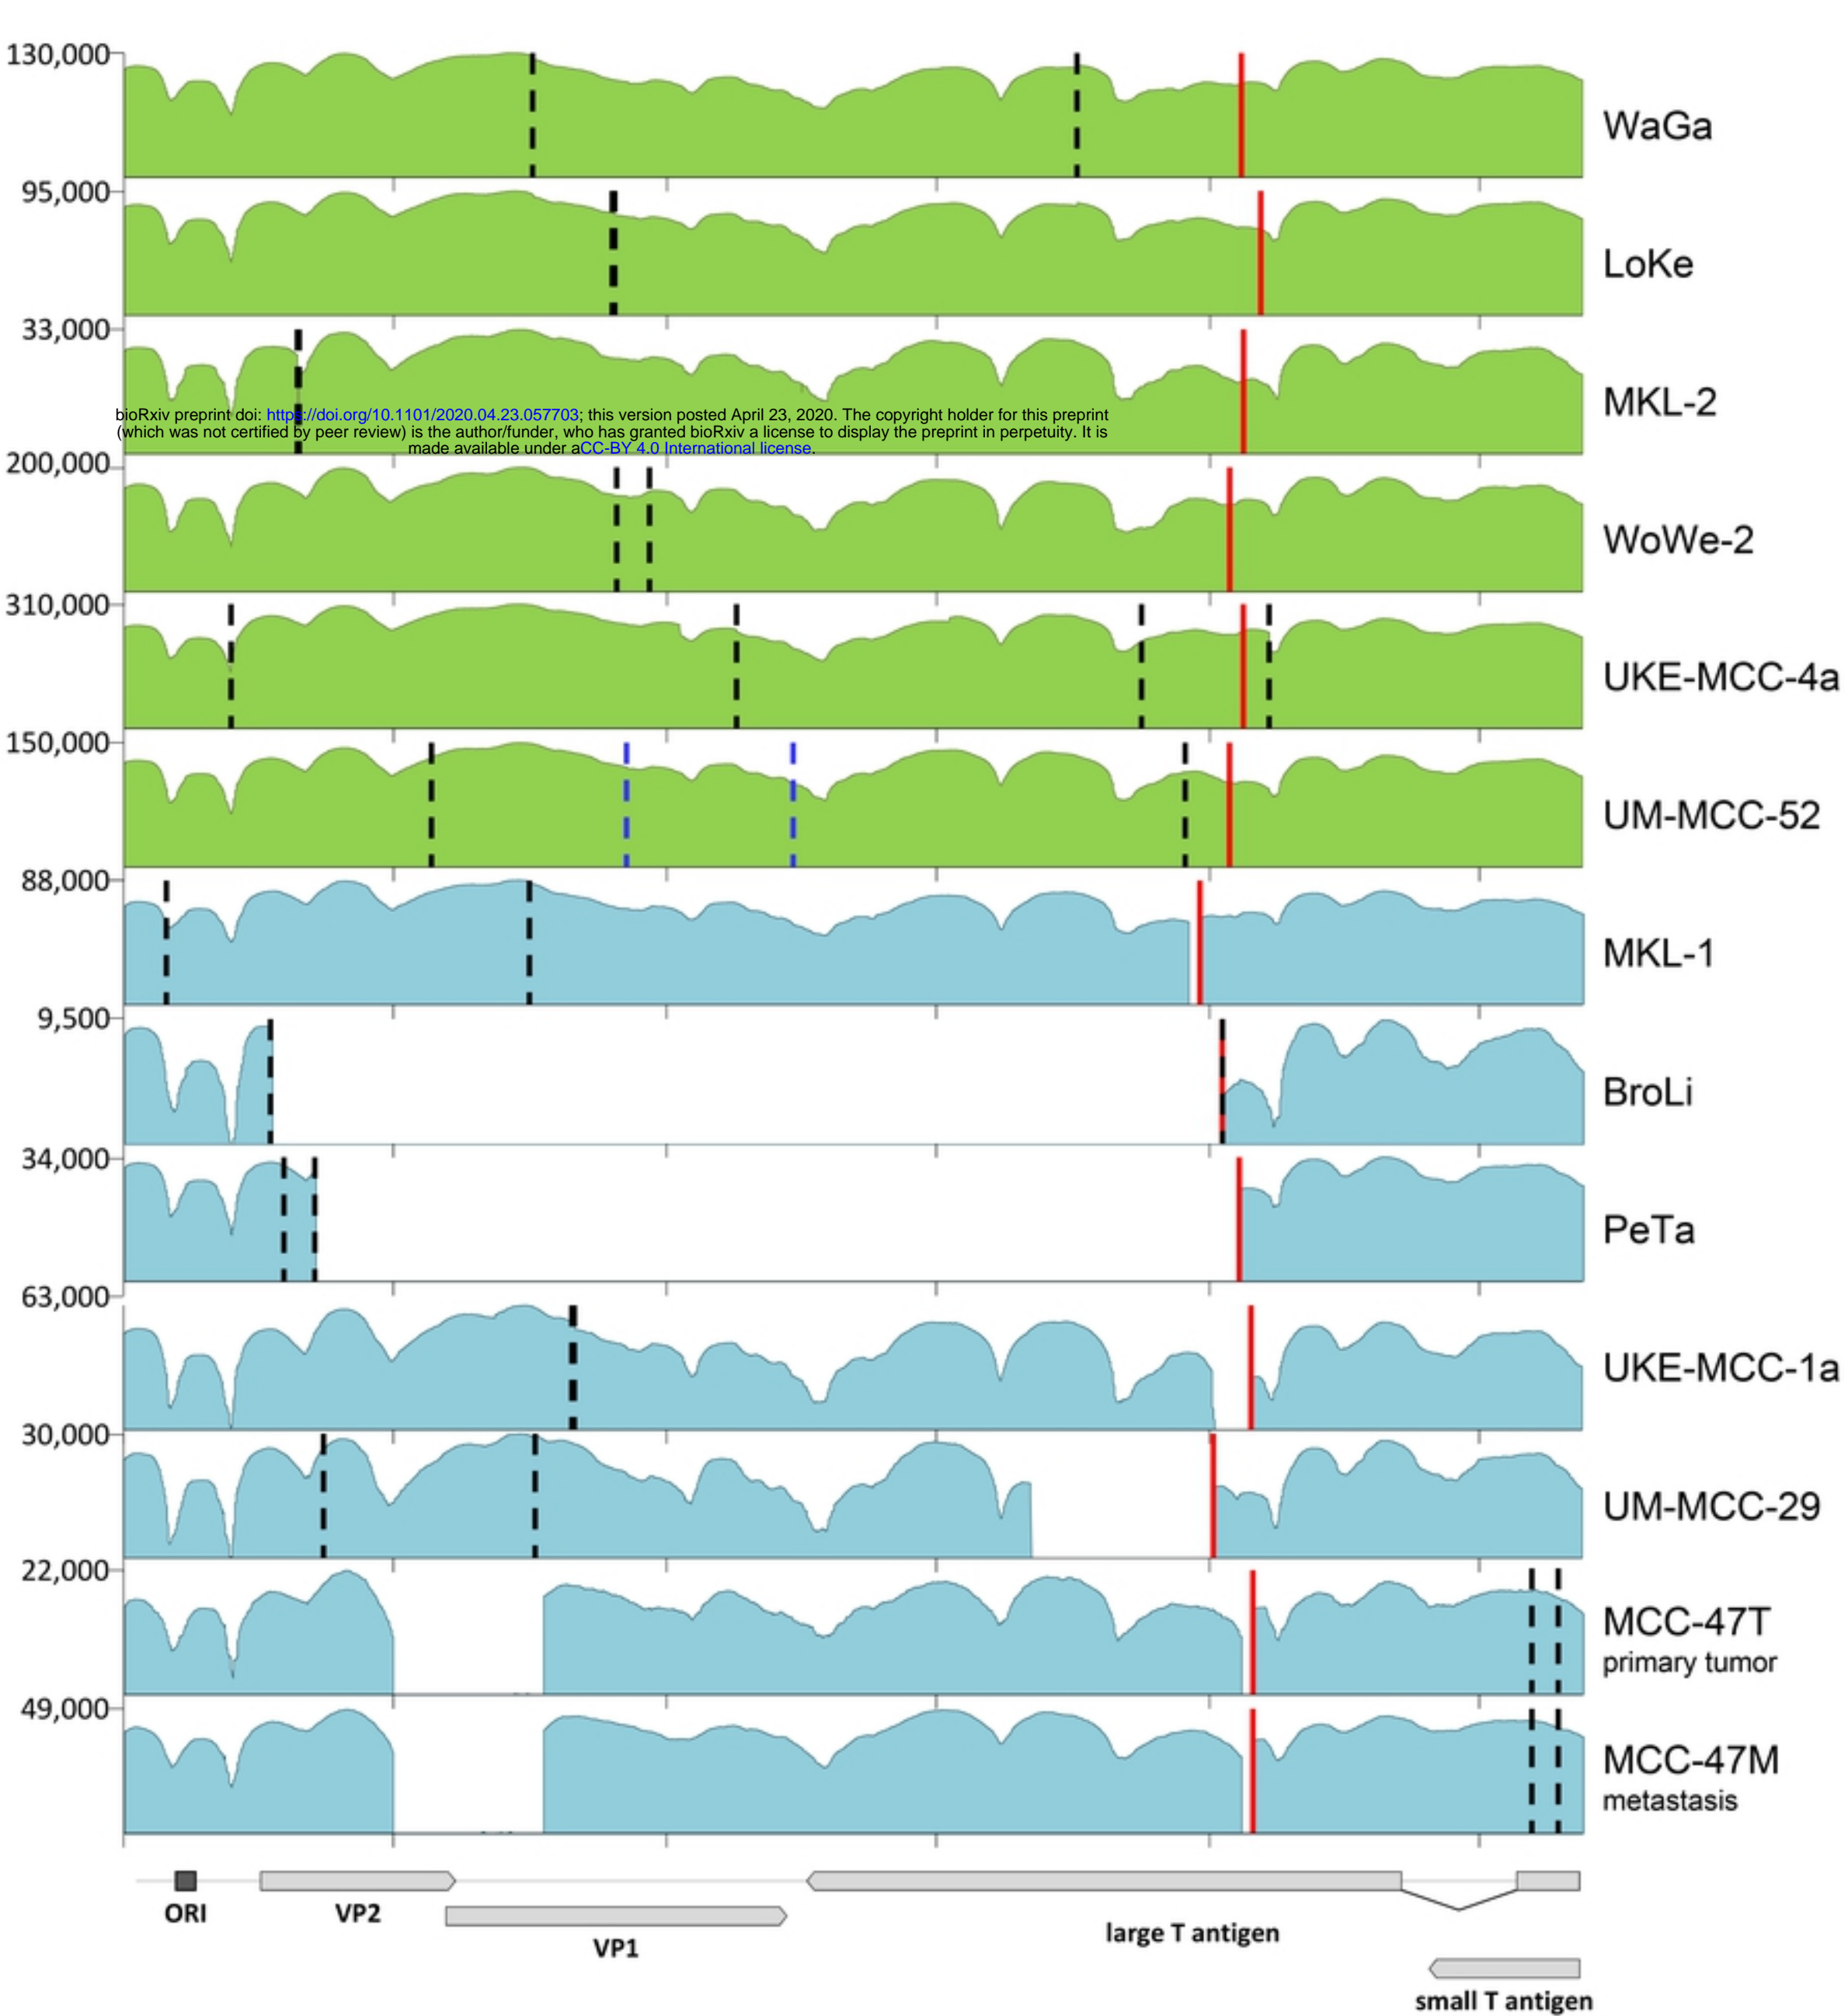 130,000
WaGa
95,000
LoKe
33,000
MKL-2
bioRxiv preprint doi: https://doi.org/10.1101/2020.04.23.057703; this version posted April 23, 2020. The copyright holder for this preprint
(which was not certified by peer review) is the author/funder, who has granted bioRxiv a license to display the preprint in perpetuity. It is
made available under aCC-BY 4.0 International license.
200,000
WoWe-2
310,000
UKE-MCC-4a
150,000
UM-MCC-52
88,000
MKL-1
9,500
BroLi
34,000
PeTa
63,000
UKE-MCC-1a
30,000
UM-MCC-29
22,000
MCC-47T
primary tumor
49,000
MCC-47M
metastasis
ORI
VP2
VP1
large T antigen
small T antigen